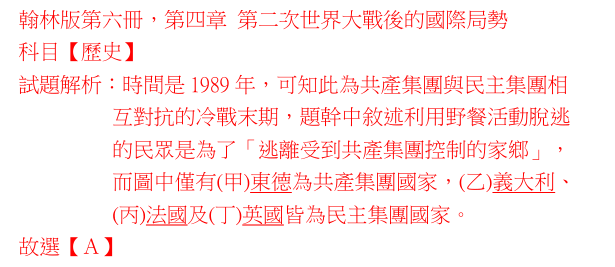 翰林版第六冊，第四章 第二次世界大戰後的國際局勢
科目【歷史】
試題解析：時間是 1989 年，可知此為共產集團與民主集團相
互對抗的冷戰末期，題幹中敘述利用野餐活動脫逃
的民眾是為了「逃離受到共產集團控制的家鄉」，
而圖中僅有(甲)東德為共產集團國家，(乙)義大利、
(丙)法國及(丁)英國皆為民主集團國家。
故選【Ａ】